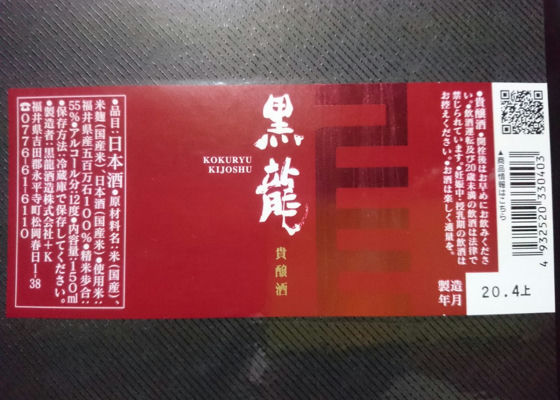 貴醸酒●開栓後はお早めにお飲みくださ
い。●飲酒運転及び20歳未満の飲酒は法律で
禁じられています。●妊娠中・授乳期の飲酒は
お控えください。●お酒は楽しく適量を。
▲商品情報はこちら
4 932520 330403
製造
年月
20.4上
黒龍
KOKURYU
KIJOSHU
貴醸酒
●品目：日本酒●原材料名：米（国産）、
米麹（国産米）、日本酒（国産米）●使用米：
福井県産五百万石100％●精米歩合：
55％●アルコール分：12度●内容量：150ml
●保存方法：冷蔵庫で保存してください。
●製造者：黒龍酒造株式会社＋K
福井県吉田郡永平寺町松岡春日1-38
☎0776-61-6110